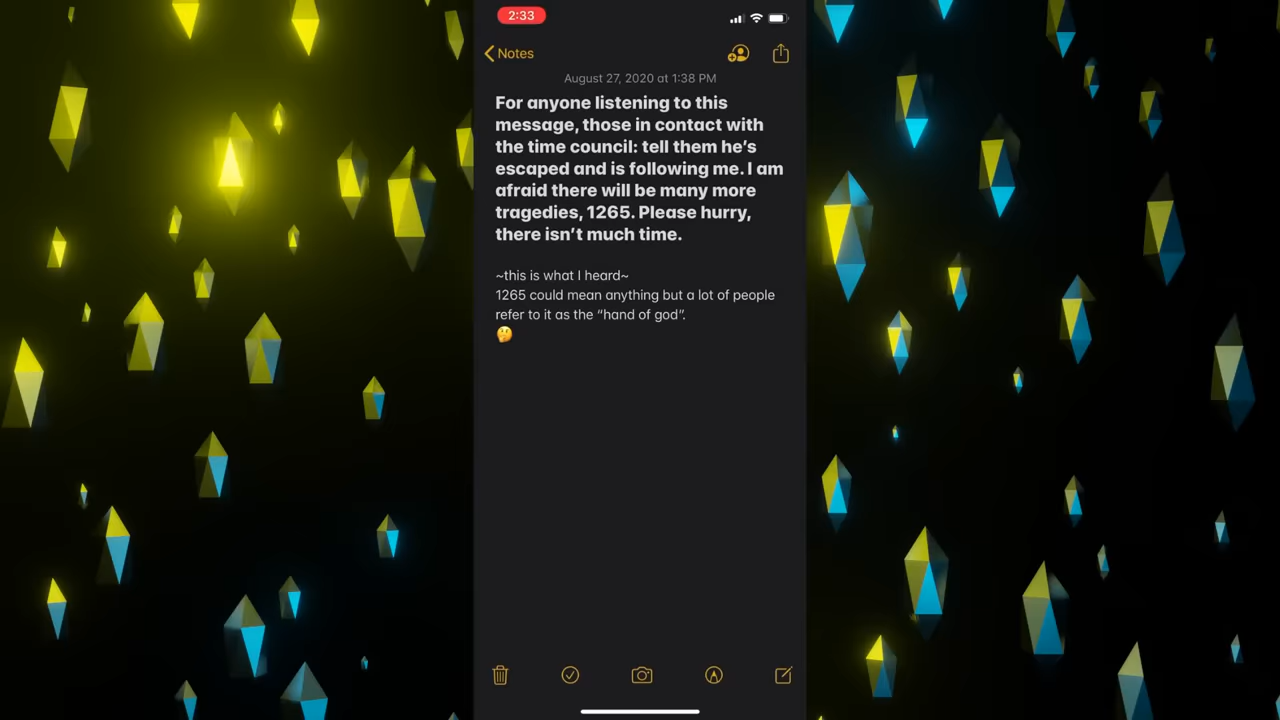 2:33
Notes
August 27, 2020 at 1:38 PM
For anyone listening to this
message, those in contact with
the time council: tell them he's
escaped and is following me. I am
afraid there will be many more
tragedies, 1265. Please hurry,
there isn't much time.
~this is what I heard~
1265 could mean anything but a lot of people
refer to it as the “hand of god”.
🤔